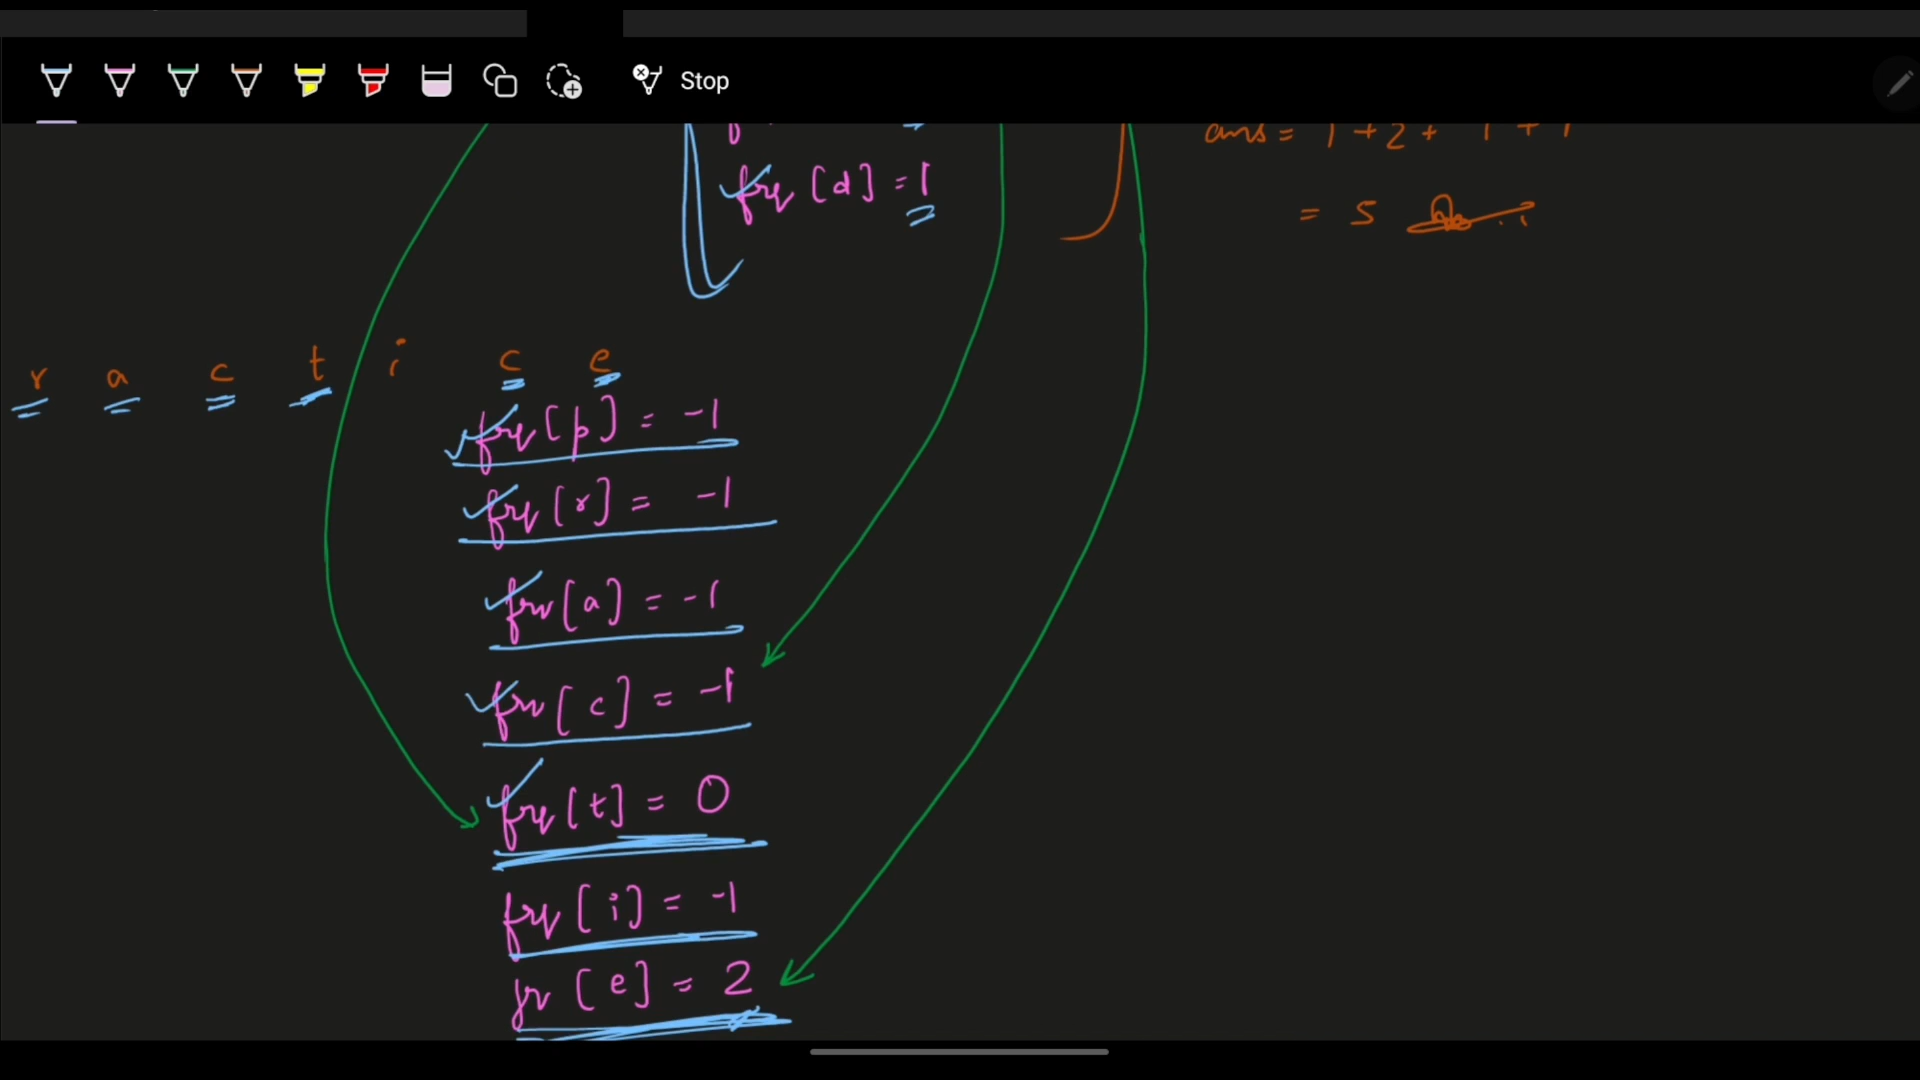 Stop
ans = 1 + 2 + 1 + 1
frq [d] = 1
= 5
r a c t i c e
frq [p] = -1
frq [r] = -1
frq [a] = -1
frq [c] = -1
frq [t] = 0
frq [i] = -1
fr [e] = 2